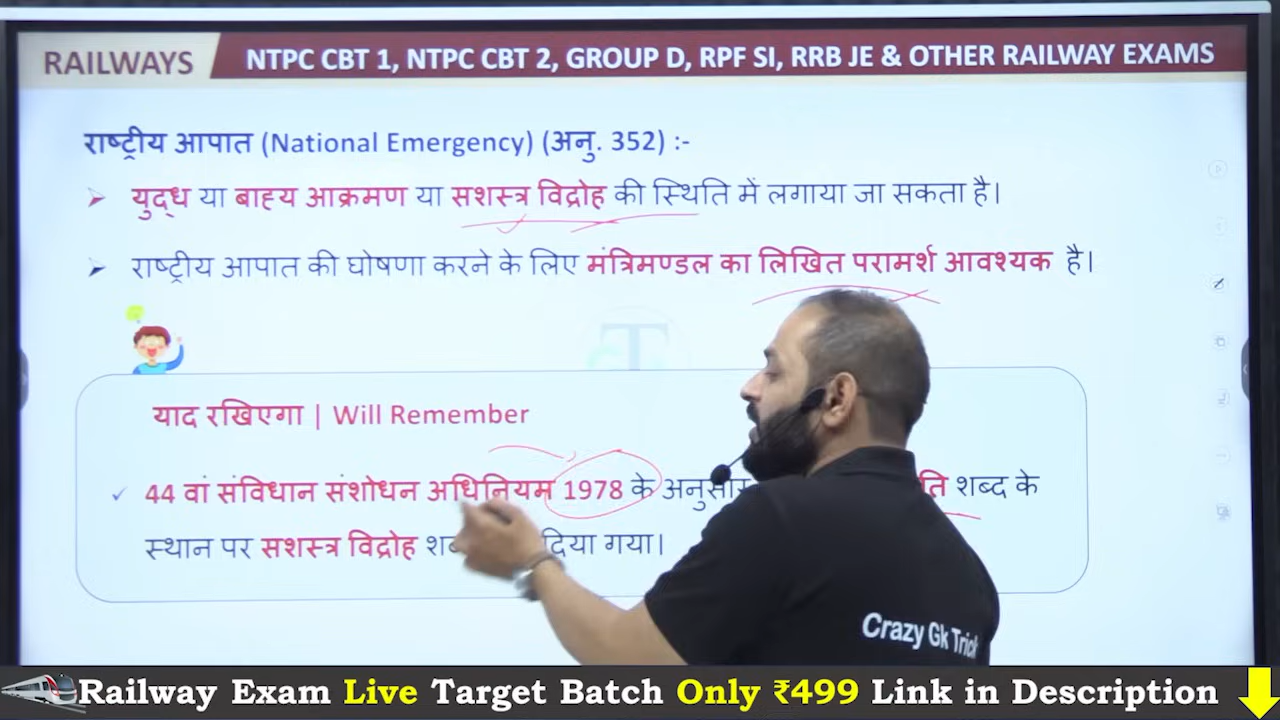 RAILWAYS
NTPC CBT 1, NTPC CBT 2, GROUP D, RPF SI, RRB JE & OTHER RAILWAY EXAMS
राष्ट्रीय आपात (National Emergency) (अनु. 352) :-
युद्ध या बाह्य आक्रमण या सशस्त्र विद्रोह की स्थिति में लगाया जा सकता है।
राष्ट्रीय आपात की घोषणा करने के लिए मंत्रिमण्डल का लिखित परामर्श आवश्यक है।
याद रखिएगा | Will Remember
44 वां संविधान संशोधन अधिनियम 1978 के अनुसार शब्द के
स्थान पर सशस्त्र विद्रोह दिया गया।
Crazy Gk Trick
Railway Exam Live Target Batch Only ₹499 Link in Description